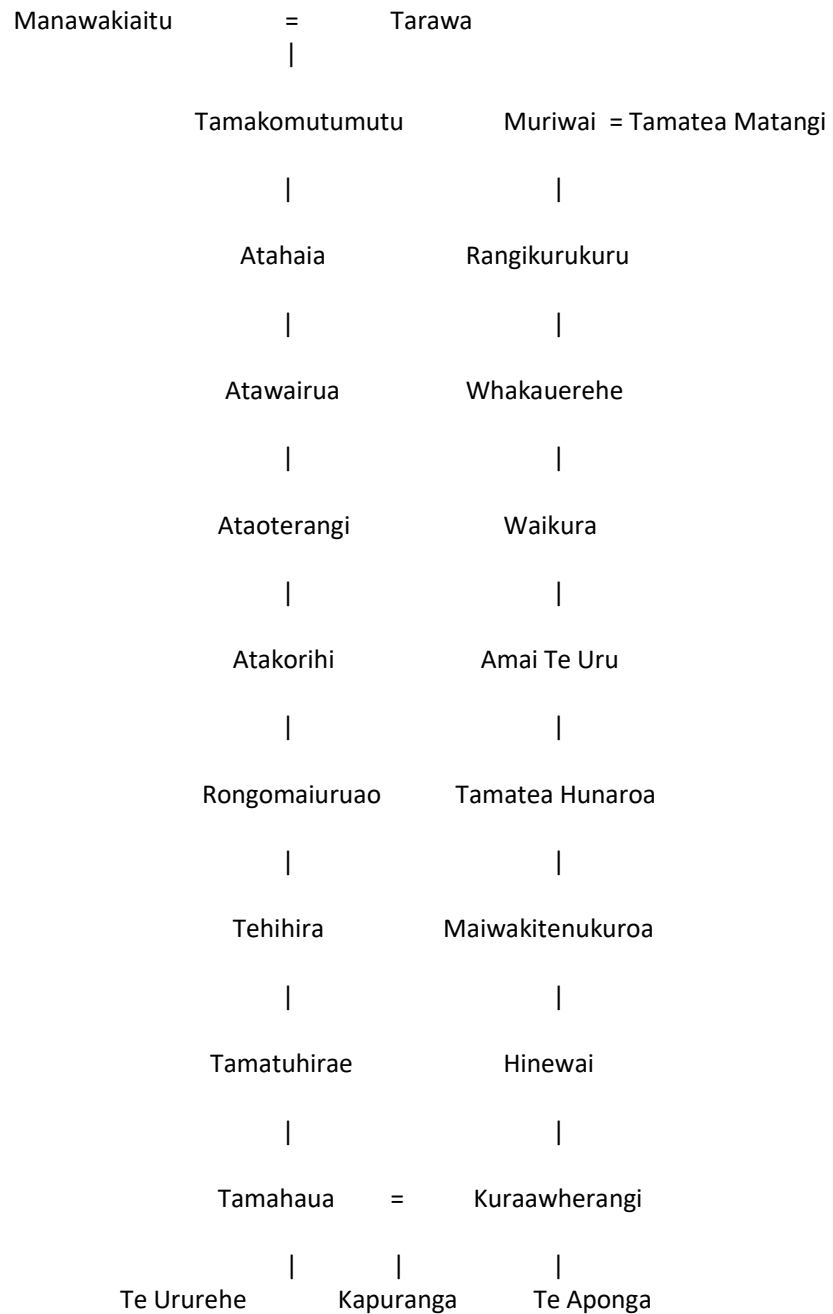 Manawakiaitu = Tarawa
|
Tamakomutumutu Muriwai = Tamatea Matangi
| |
Atahaia Rangikurukuru
| |
Atawairua Whakauerehe
| |
Ataoterangi Waikura
| |
Atakorihi Amai Te Uru
| |
Rongomaiuruao Tamatea Hunaroa
| |
Tehihira Maiwakitenukuroa
| |
Tamatuhirae Hinewai
| |
Tamahaua = Kuraawherangi
| | |
Te Ururehe Kapuranga Te Aponga